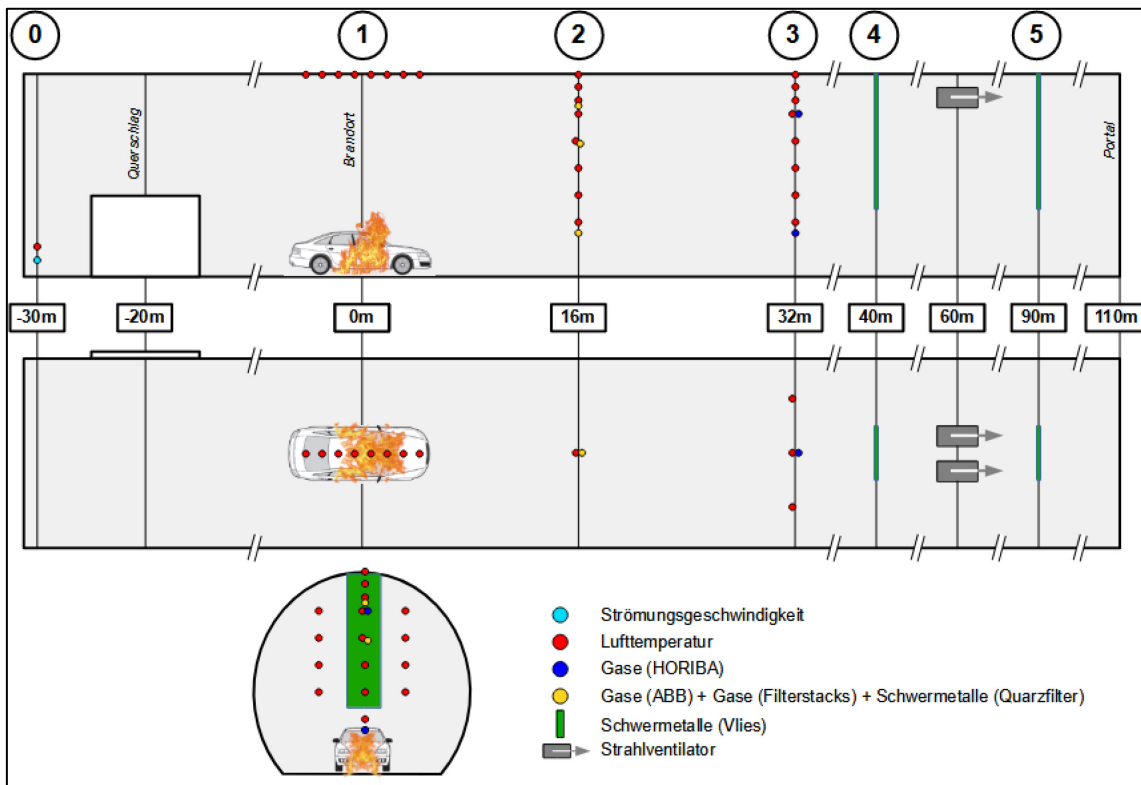 0 1 2 3 4 5
Querschlag
Brandort
Portal
-30m -20m 0m 16m 32m 40m 60m 90m 110m
Strömungsgeschwindigkeit
Lufttemperatur
Gase (HORIBA)
Gase (ABB) + Gase (Filterstacks) + Schwermetalle (Quarzfilter)
Schwermetalle (Vlies)
Strahlventilator